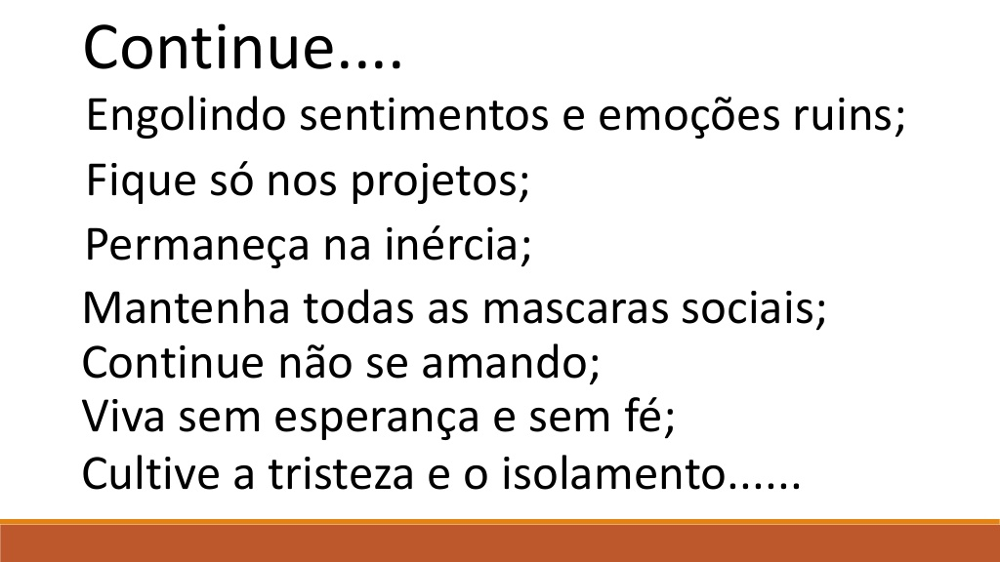 Continue....
Engolindo sentimentos e emoções ruins;
Fique só nos projetos;
Permaneça na inércia;
Mantenha todas as mascaras sociais;
Continue não se amando;
Viva sem esperança e sem fé;
Cultive a tristeza e o isolamento......